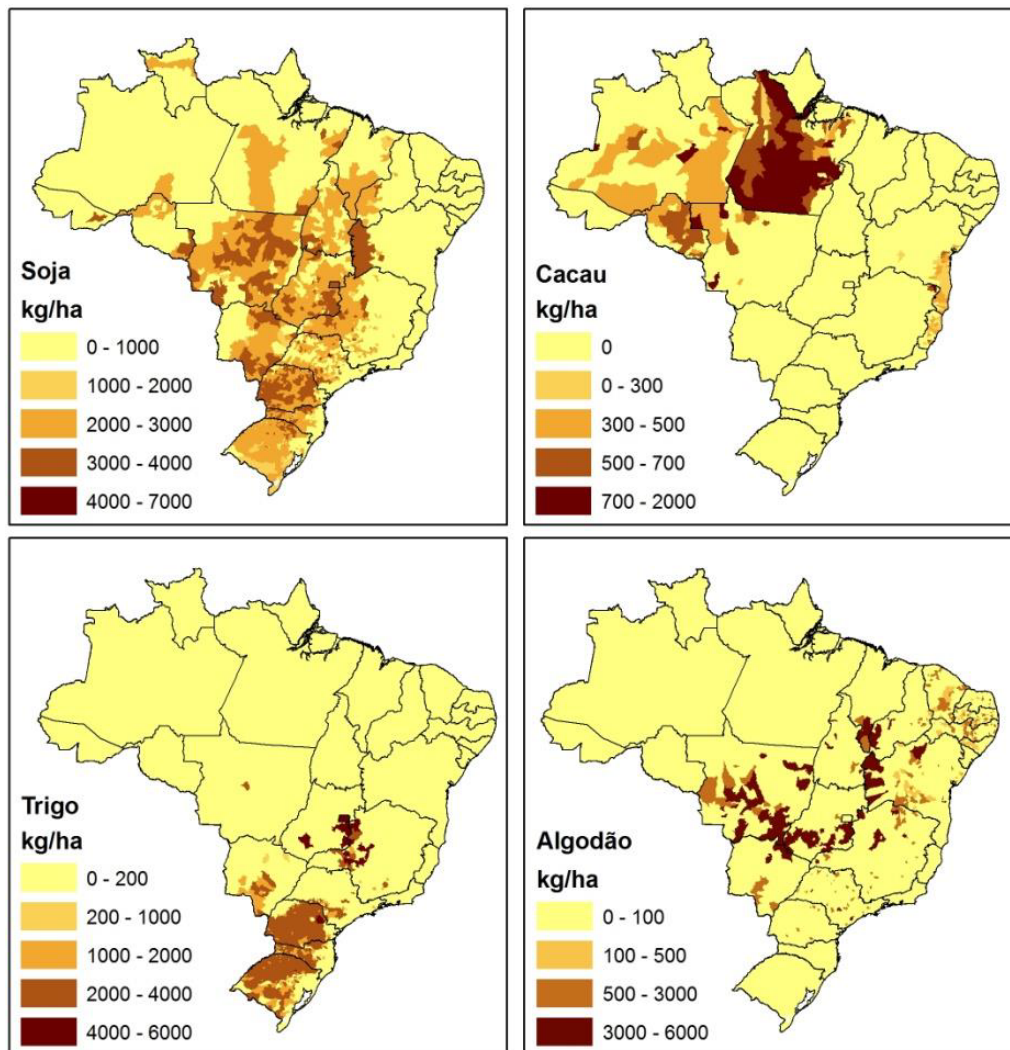 Soja
kg/ha
0 - 1000
1000 - 2000
2000 - 3000
3000 - 4000
4000 - 7000
Cacau
kg/ha
0
0 - 300
300 - 500
500 - 700
700 - 2000
Trigo
kg/ha
0 - 200
200 - 1000
1000 - 2000
2000 - 4000
4000 - 6000
Algodão
kg/ha
0 - 100
100 - 500
500 - 3000
3000 - 6000